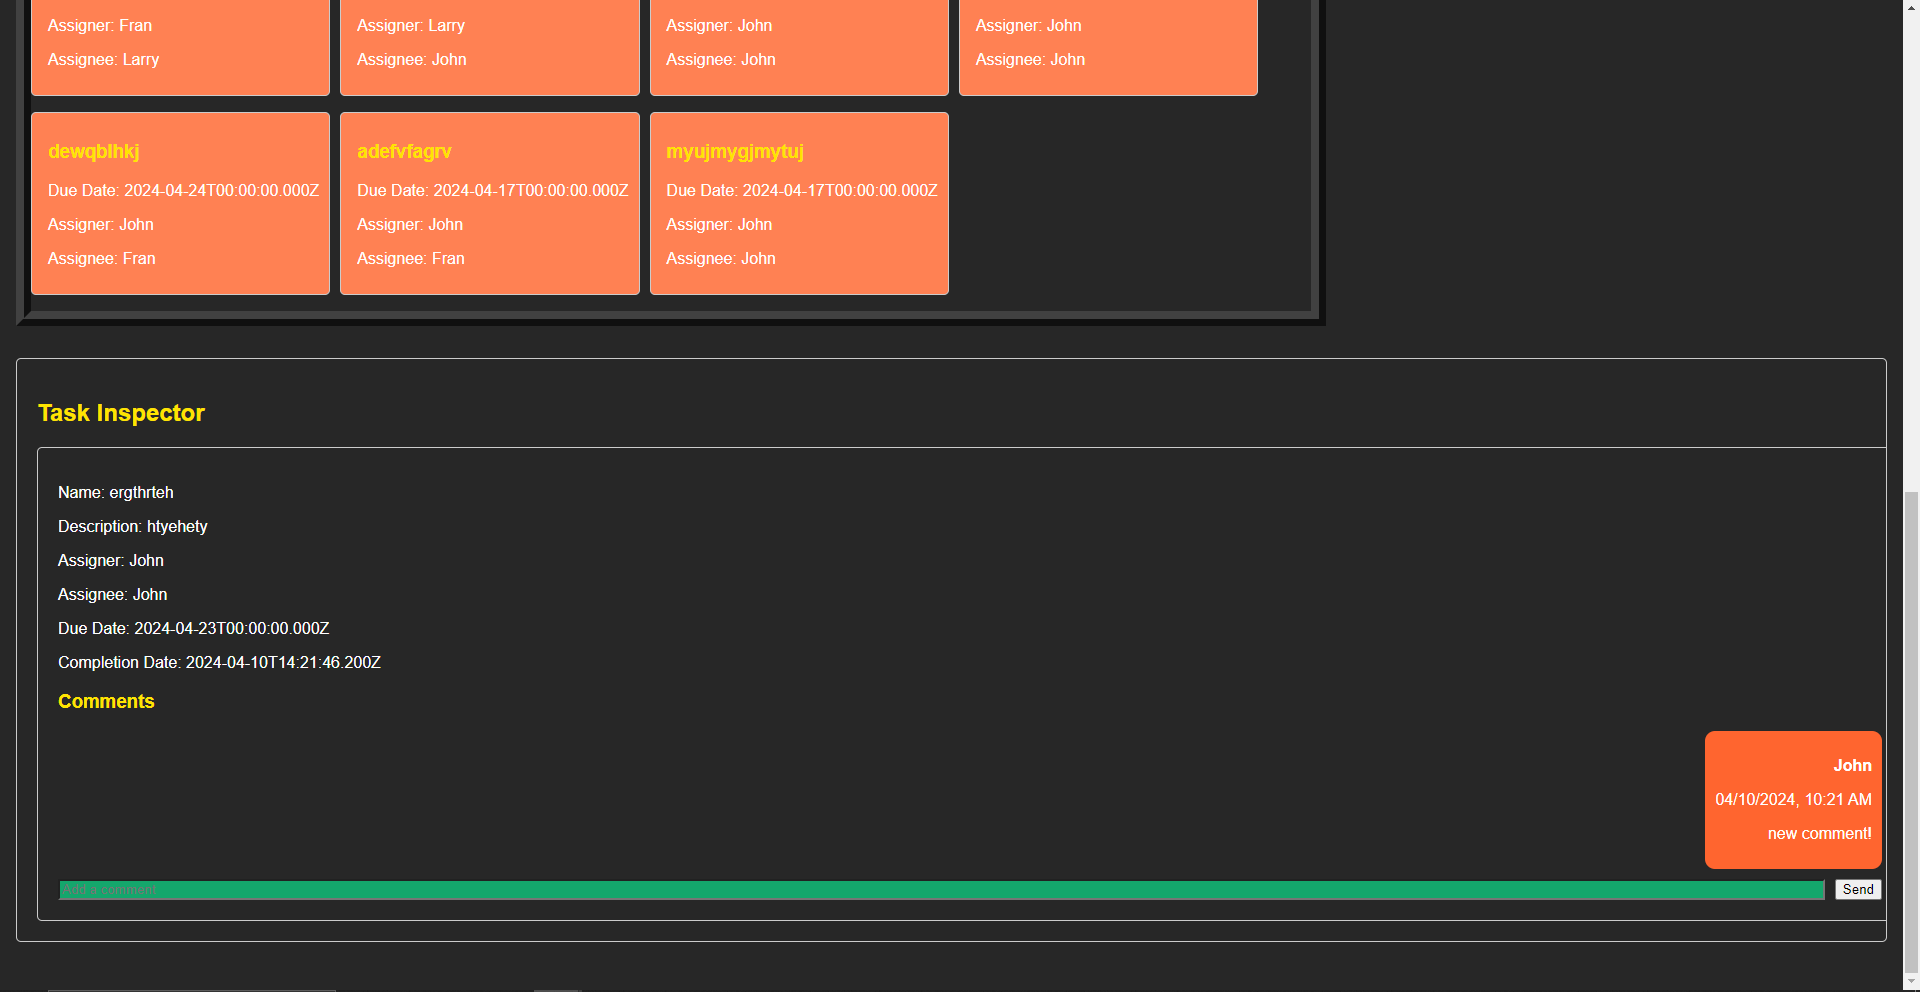 Assigner: Fran
Assignee: Larry
Assigner: Larry
Assignee: John
Assigner: John
Assignee: John
Assigner: John
Assignee: John
dewqblhkj
Due Date: 2024-04-24T00:00:00.000Z
Assigner: John
Assignee: Fran
adefvfagrv
Due Date: 2024-04-17T00:00:00.000Z
Assigner: John
Assignee: Fran
myujmygjmytuj
Due Date: 2024-04-17T00:00:00.000Z
Assigner: John
Assignee: John
Task Inspector
Name: ergthrteh
Description: htyehety
Assigner: John
Assignee: John
Due Date: 2024-04-23T00:00:00.000Z
Completion Date: 2024-04-10T14:21:46.200Z
Comments
John
04/10/2024, 10:21 AM
new comment!
Add a comment
Send